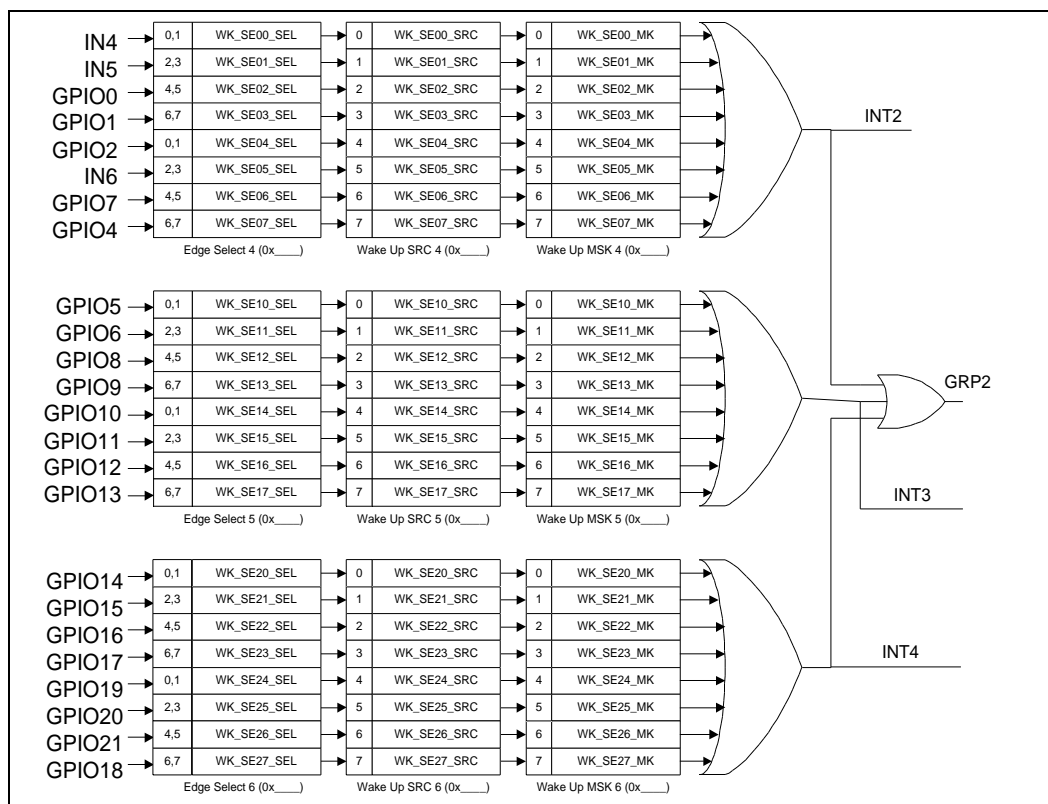 IN4 0,1 WK_SE00_SEL 0 WK_SE00_SRC 0 WK_SE00_MK
IN5 2,3 WK_SE01_SEL 1 WK_SE01_SRC 1 WK_SE01_MK
GPIO0 4,5 WK_SE02_SEL 2 WK_SE02_SRC 2 WK_SE02_MK
GPIO1 6,7 WK_SE03_SEL 3 WK_SE03_SRC 3 WK_SE03_MK
INT2
GPIO2 0,1 WK_SE04_SEL 4 WK_SE04_SRC 4 WK_SE04_MK
IN6 2,3 WK_SE05_SEL 5 WK_SE05_SRC 5 WK_SE05_MK
GPIO7 4,5 WK_SE06_SEL 6 WK_SE06_SRC 6 WK_SE06_MK
GPIO4 6,7 WK_SE07_SEL 7 WK_SE07_SRC 7 WK_SE07_MK
Edge Select 4 (0x____) Wake Up SRC 4 (0x____) Wake Up MSK 4 (0x____)
GPIO5 0,1 WK_SE10_SEL 0 WK_SE10_SRC 0 WK_SE10_MK
GPIO6 2,3 WK_SE11_SEL 1 WK_SE11_SRC 1 WK_SE11_MK
GPIO8 4,5 WK_SE12_SEL 2 WK_SE12_SRC 2 WK_SE12_MK
GPIO9 6,7 WK_SE13_SEL 3 WK_SE13_SRC 3 WK_SE13_MK
GRP2
GPIO10 0,1 WK_SE14_SEL 4 WK_SE14_SRC 4 WK_SE14_MK
GPIO11 2,3 WK_SE15_SEL 5 WK_SE15_SRC 5 WK_SE15_MK
GPIO12 4,5 WK_SE16_SEL 6 WK_SE16_SRC 6 WK_SE16_MK
GPIO13 6,7 WK_SE17_SEL 7 WK_SE17_SRC 7 WK_SE17_MK
INT3
Edge Select 5 (0x____) Wake Up SRC 5 (0x____) Wake Up MSK 5 (0x____)
GPIO14 0,1 WK_SE20_SEL 0 WK_SE20_SRC 0 WK_SE20_MK
GPIO15 2,3 WK_SE21_SEL 1 WK_SE21_SRC 1 WK_SE21_MK
GPIO16 4,5 WK_SE22_SEL 2 WK_SE22_SRC 2 WK_SE22_MK
GPIO17 6,7 WK_SE23_SEL 3 WK_SE23_SRC 3 WK_SE23_MK
INT4
GPIO19 0,1 WK_SE24_SEL 4 WK_SE24_SRC 4 WK_SE24_MK
GPIO20 2,3 WK_SE25_SEL 5 WK_SE25_SRC 5 WK_SE25_MK
GPIO21 4,5 WK_SE26_SEL 6 WK_SE26_SRC 6 WK_SE26_MK
GPIO18 6,7 WK_SE27_SEL 7 WK_SE27_SRC 7 WK_SE27_MK
Edge Select 6 (0x____) Wake Up SRC 6 (0x____) Wake Up MSK 6 (0x____)